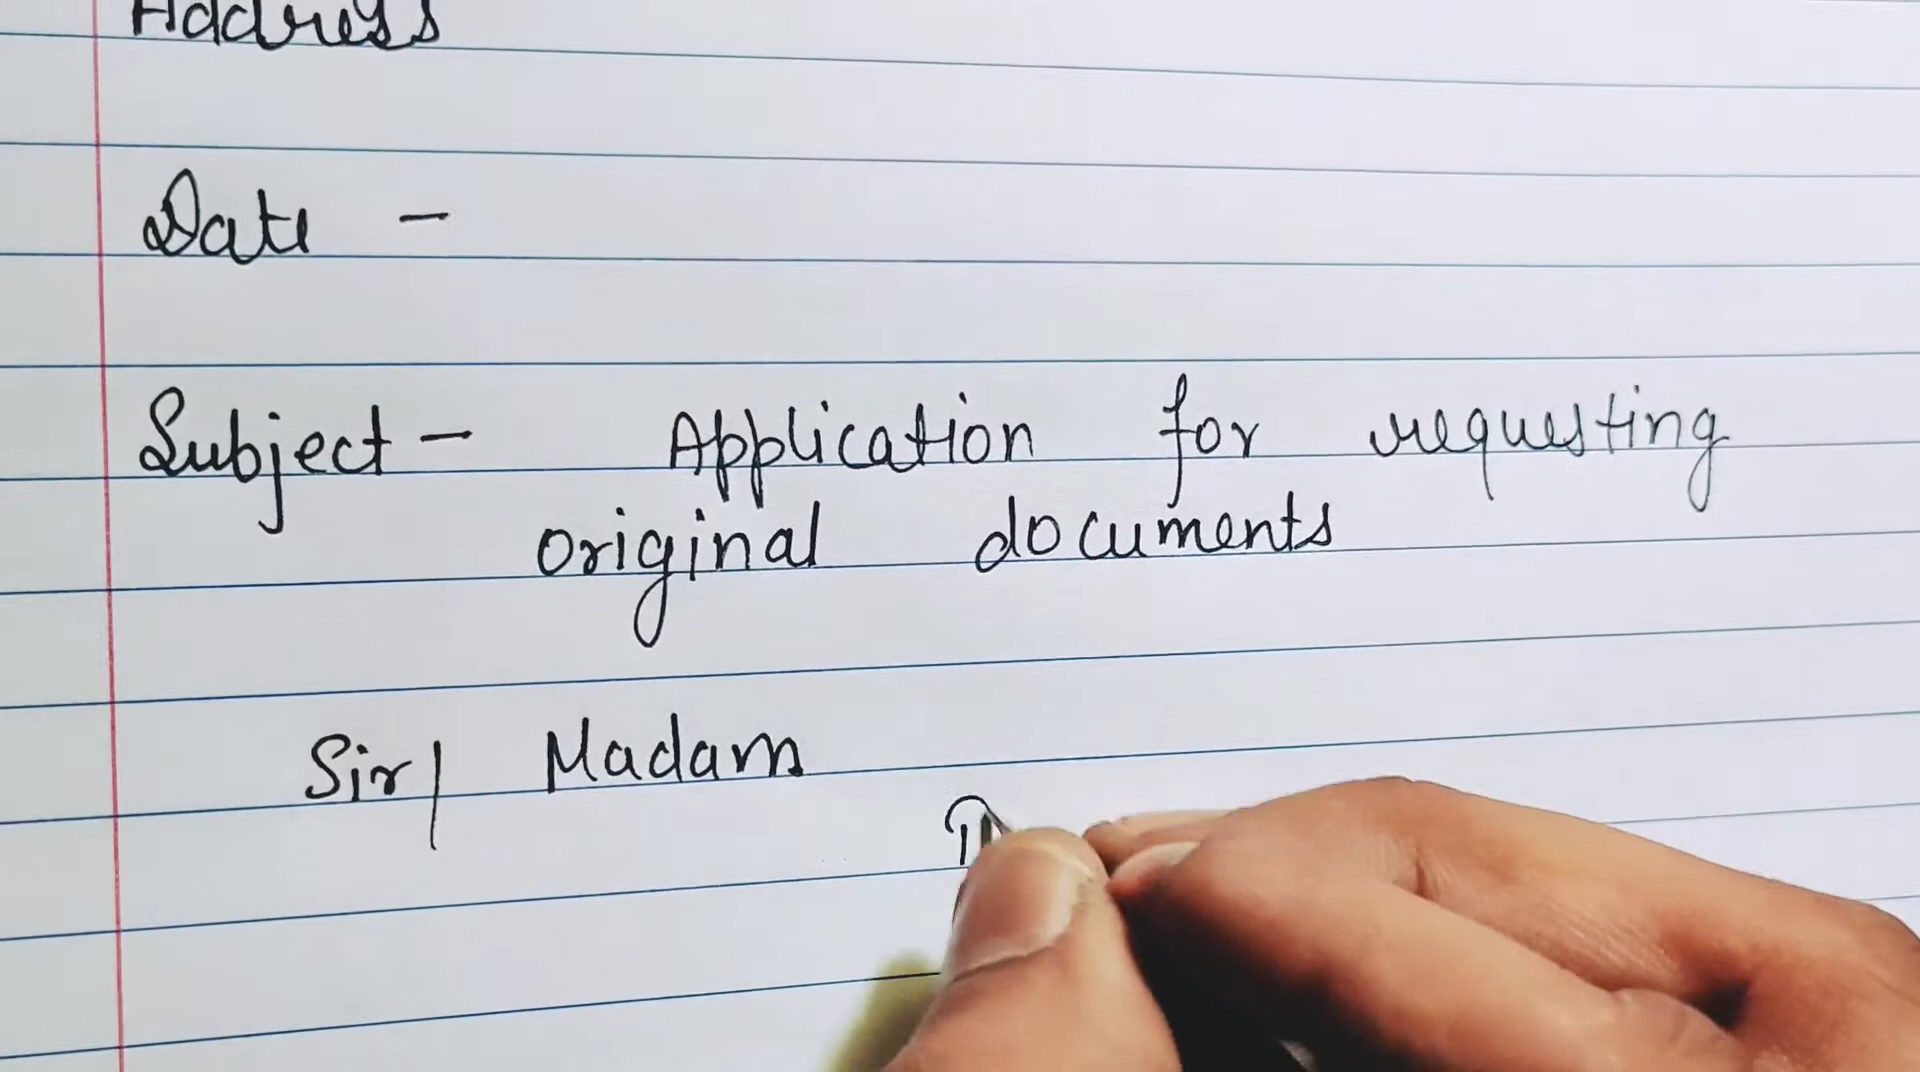 Address
Date -
Subject - Application for requesting
original documents
Sir/ Madam